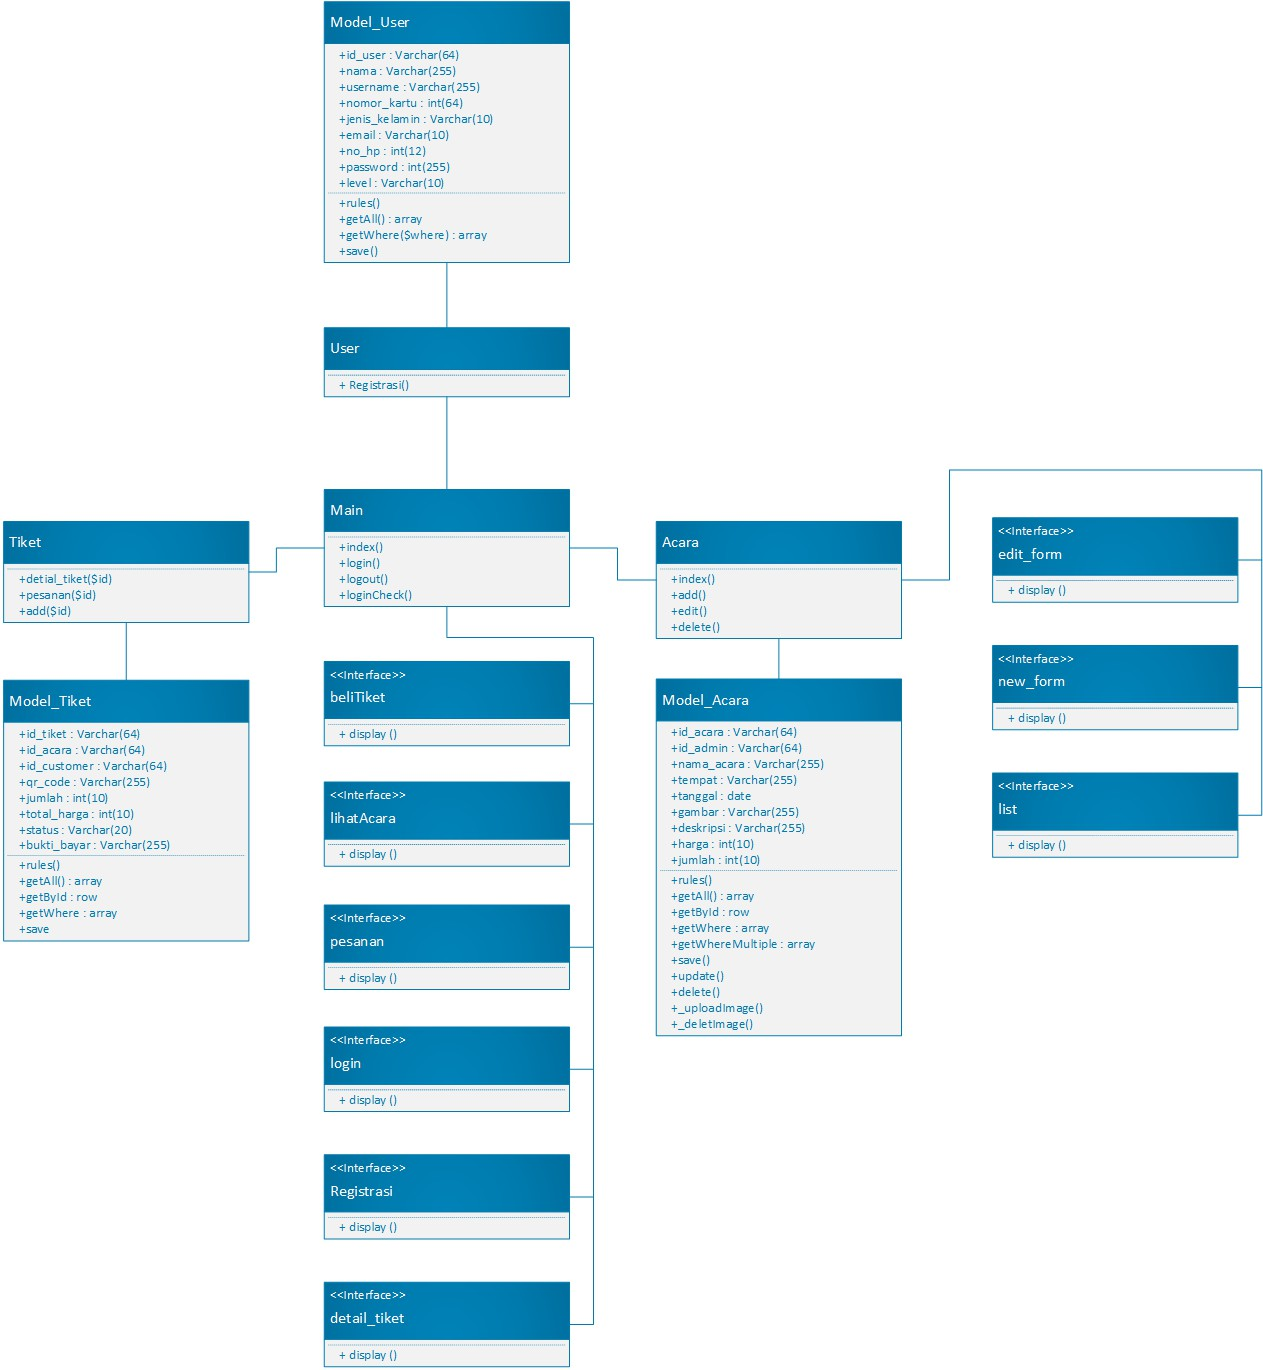 Model_User
+id_user : Varchar(64)
+nama : Varchar(255)
+username : Varchar(255)
+nomor_kartu : int(64)
+jenis_kelamin : Varchar(10)
+email : Varchar(10)
+no_hp : int(12)
+password : int(255)
+level : Varchar(10)
+rules()
+getAll() : array
+getWhere($where) : array
+save()
User
+ Registrasi()
Main
+index()
+login()
+logout()
+loginCheck()
Tiket
+detial_tiket($id)
+pesanan($id)
+add($id)
Model_Tiket
+id_tiket : Varchar(64)
+id_acara : Varchar(64)
+id_customer : Varchar(64)
+qr_code : Varchar(255)
+jumlah : int(10)
+total_harga : int(10)
+status : Varchar(20)
+bukti_bayar : Varchar(255)
+rules()
+getAll() : array
+getById : row
+getWhere : array
+save
<<Interface>>
beliTiket
+ display ()
<<Interface>>
lihatAcara
+ display ()
<<Interface>>
pesanan
+ display ()
<<Interface>>
login
+ display ()
<<Interface>>
Registrasi
+ display ()
<<Interface>>
detail_tiket
+ display ()
Acara
+index()
+add()
+edit()
+delete()
Model_Acara
+id_acara : Varchar(64)
+id_admin : Varchar(64)
+nama_acara : Varchar(255)
+tempat : Varchar(255)
+tanggal : date
+gambar : Varchar(255)
+deskripsi : Varchar(255)
+harga : int(10)
+jumlah : int(10)
+rules()
+getAll() : array
+getById : row
+getWhere : array
+getWhereMultiple : array
+save()
+update()
+delete()
+_uploadImage()
+_deletImage()
<<Interface>>
edit_form
+ display ()
<<Interface>>
new_form
+ display ()
<<Interface>>
list
+ display ()